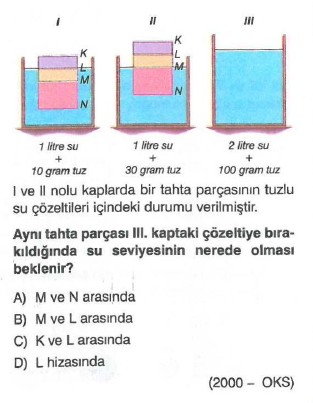 I II III
K
L
M
N
K
L
M
N
1 litre su 1 litre su 2 litre su
+ + +
10 gram tuz 30 gram tuz 100 gram tuz
I ve II nolu kaplarda bir tahta parçasının tuzlu
su çözeltileri içindeki durumu verilmiştir.
Aynı tahta parçası III. kaptaki çözeltiye bıra-
kıldığında su seviyesinin nerede olması
beklenir?
A) M ve N arasında
B) M ve L arasında
C) K ve L arasında
D) L hizasında
(2000 – OKS)